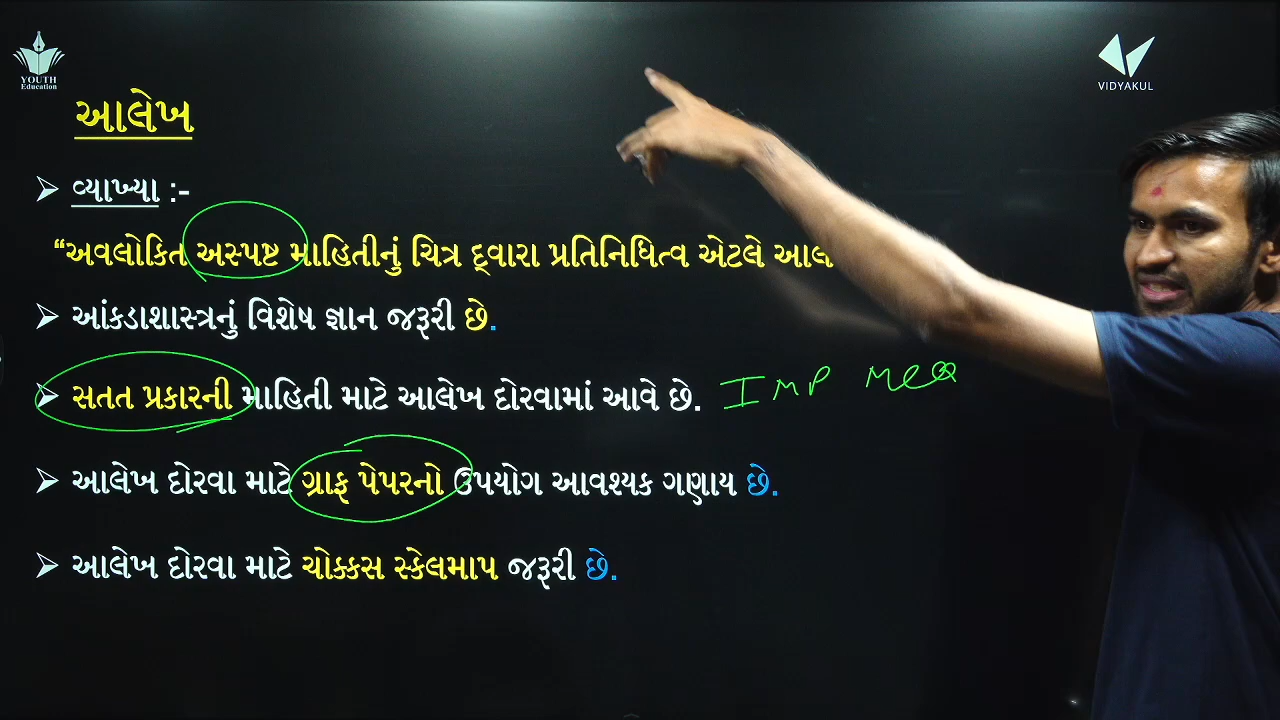 YOUTH
Education
VIDYAKUL
આલેખ
➤ વ્યાખ્યા :-
“અવલોકિત અસ્પષ્ટ માહિતીનું ચિત્ર દ્વારા પ્રતિનિધિત્વ એટલે
➤ આંકડાશાસ્ત્રનું વિશેષ જ્ઞાન જરૂરી છે.
➤ સતત પ્રકારની માહિતી માટે આલેખ દોરવામાં આવે છે. IMP MCQ
➤ આલેખ દોરવા માટે ગ્રાફ પેપરનો ઉપયોગ આવશ્યક ગણાય છે.
➤ આલેખ દોરવા માટે ચોક્કસ સ્કેલમાપ જરૂરી છે.